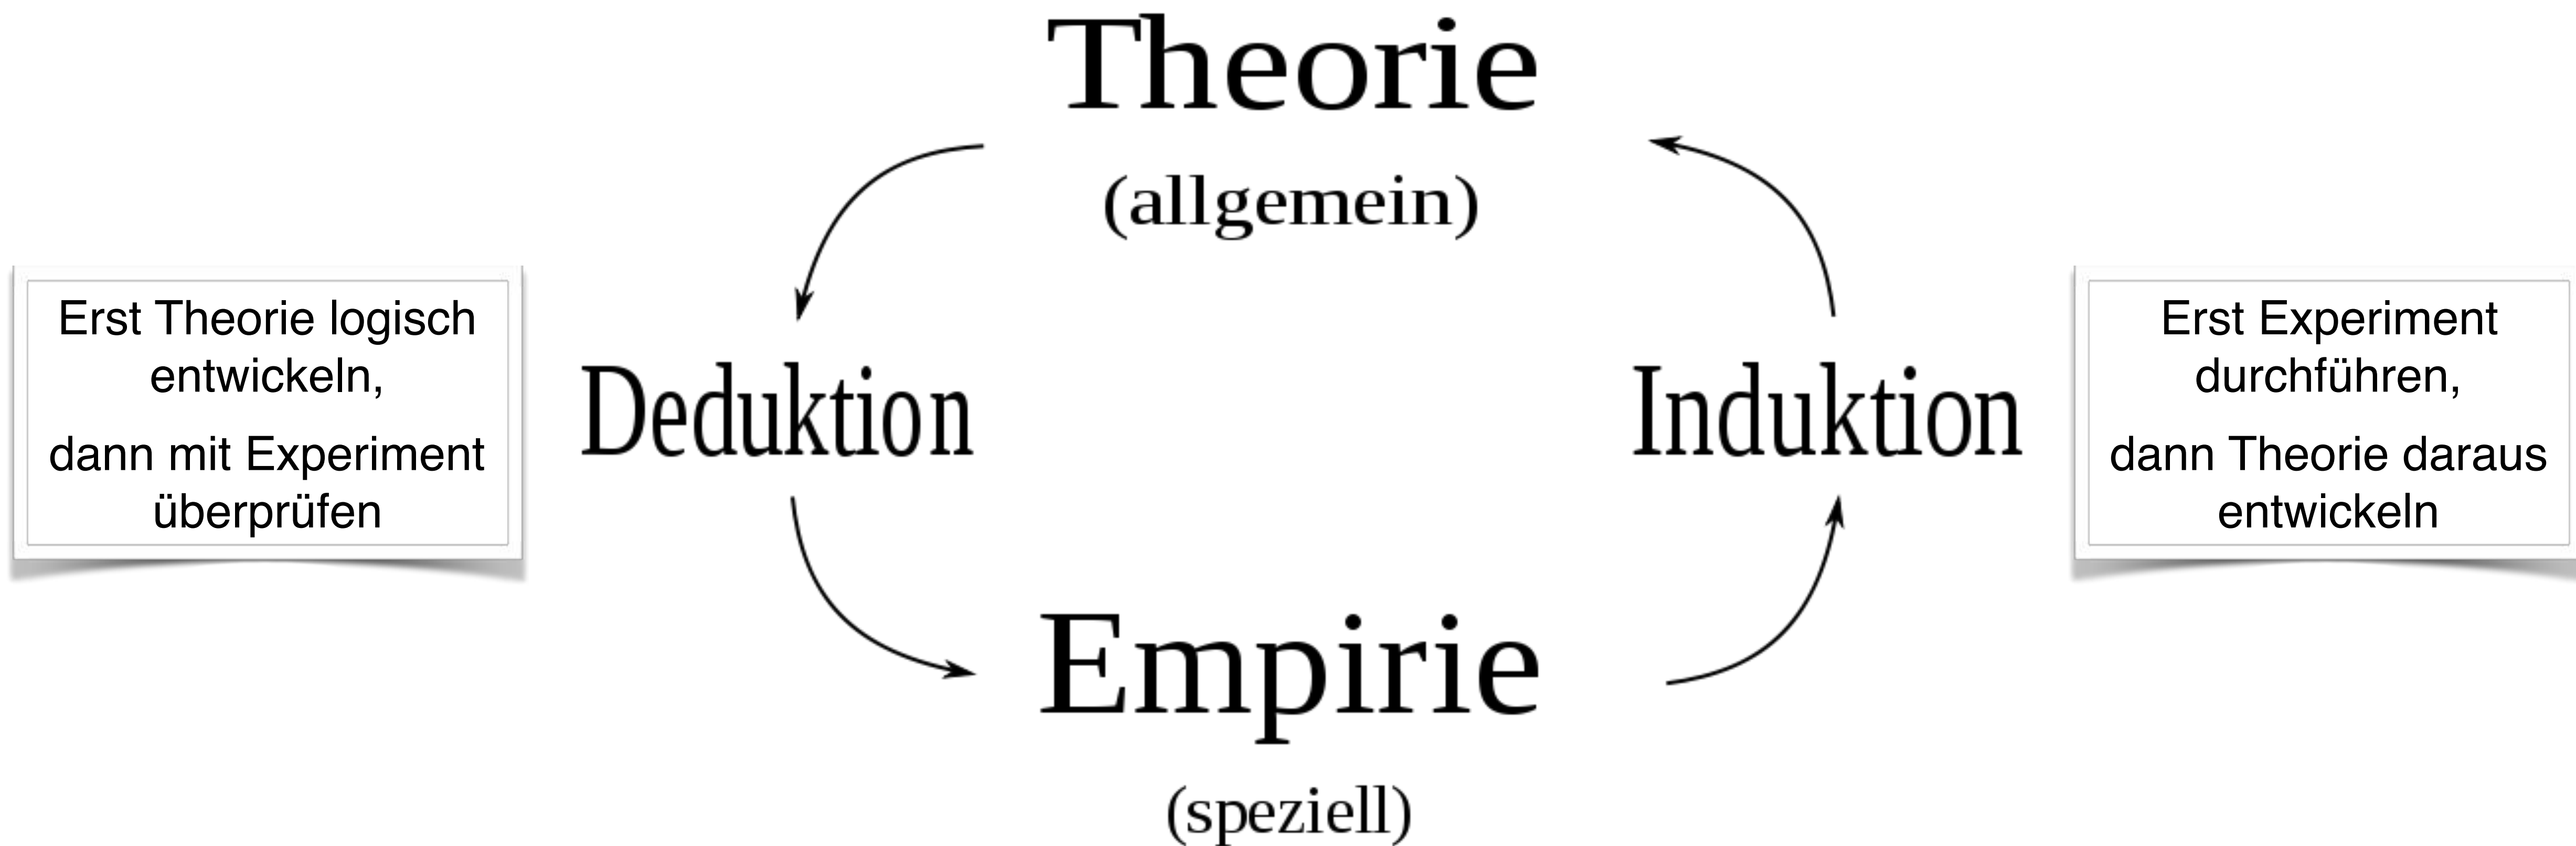 Theorie
(allgemein)
Erst Theorie logisch
entwickeln,
dann mit Experiment
überprüfen
Deduktion
Induktion
Erst Experiment
durchführen,
dann Theorie daraus
entwickeln
Empirie
(speziell)